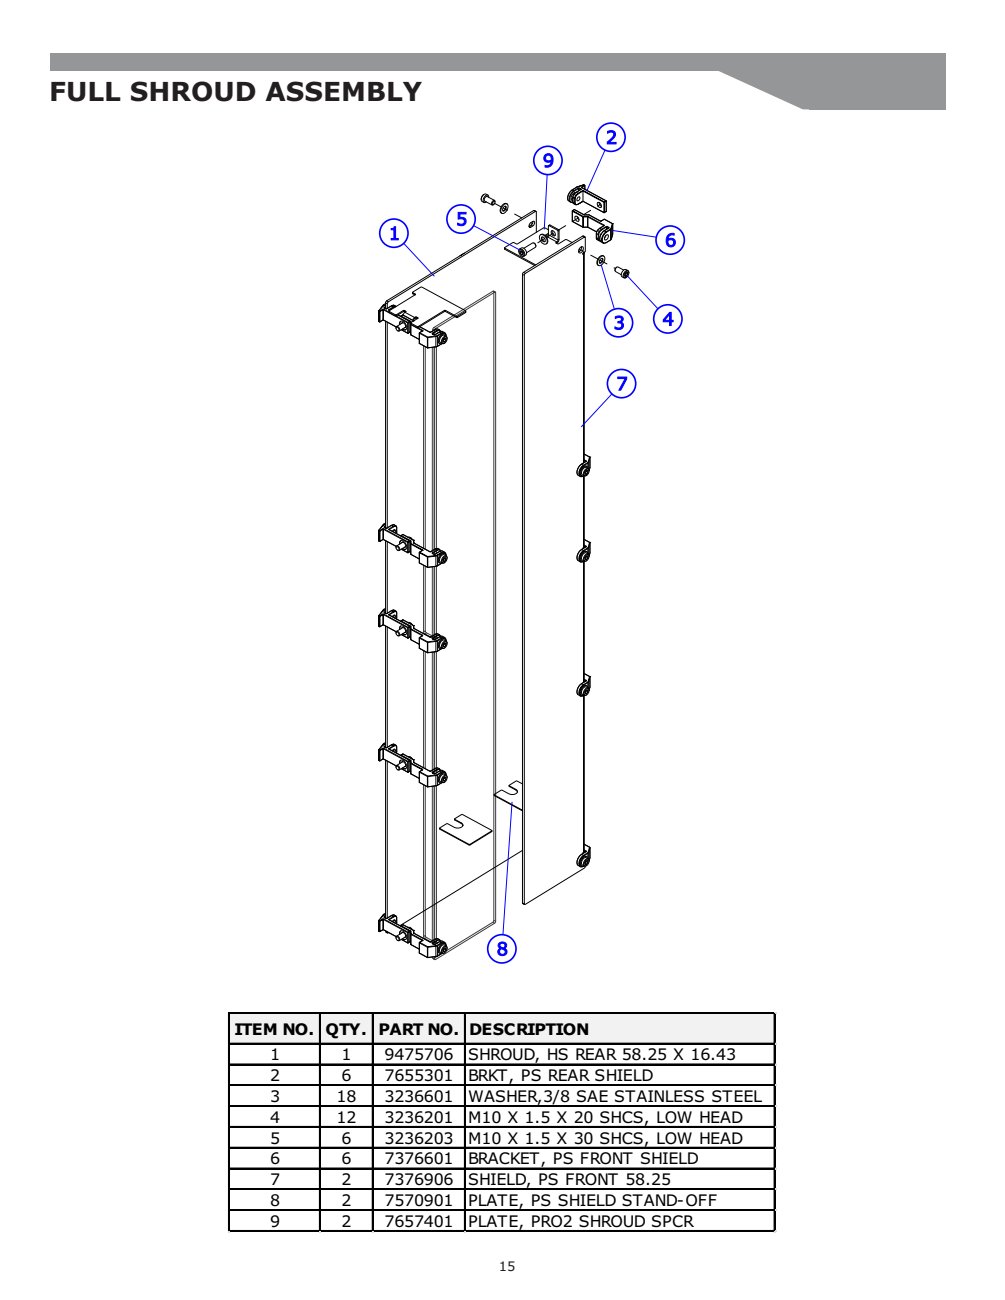 FULL SHROUD ASSEMBLY
2
9
5
1
6
3
4
7
8
ITEM NO. QTY. PART NO. DESCRIPTION
1 1 9475706 SHROUD, HS REAR 58.25 X 16.43
2 6 7655301 BRKT, PS REAR SHIELD
3 18 3236601 WASHER,3/8 SAE STAINLESS STEEL
4 12 3236201 M10 X 1.5 X 20 SHCS, LOW HEAD
5 6 3236203 M10 X 1.5 X 30 SHCS, LOW HEAD
6 6 7376601 BRACKET, PS FRONT SHIELD
7 2 7376906 SHIELD, PS FRONT 58.25
8 2 7570901 PLATE, PS SHIELD STAND-OFF
9 2 7657401 PLATE, PRO2 SHROUD SPCR
15